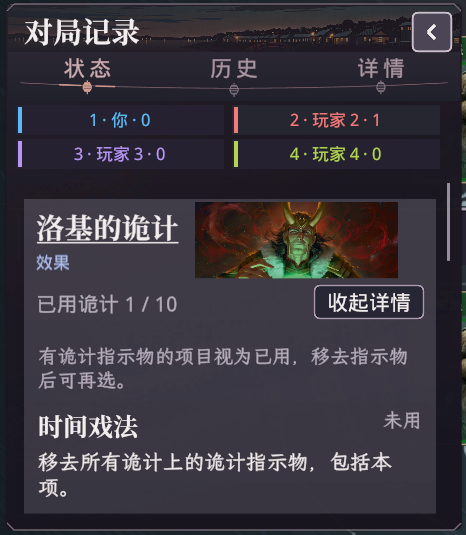 对局记录
状态 历史 详情
1 · 你 · 0 2 · 玩家 2 · 1
3 · 玩家 3 · 0 4 · 玩家 4 · 0
洛基的诡计
效果
已用诡计 1 / 10 收起详情
有诡计指示物的项目视为已用，移去指示物
后可再选。
时间戏法 未用
移去所有诡计上的诡计指示物，包括本
项。